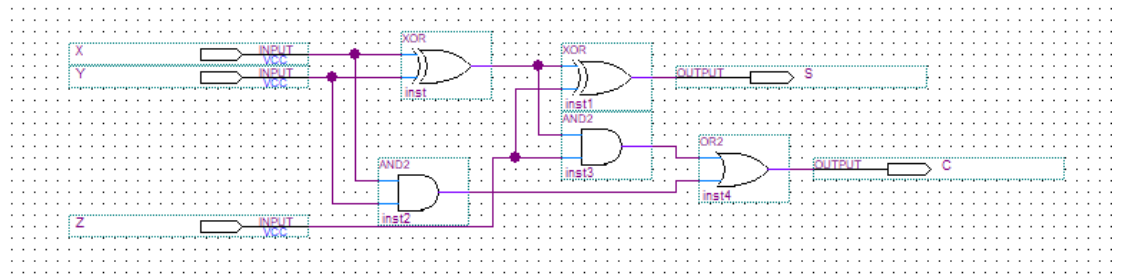 X INPUT VCC
Y INPUT VCC
XOR
inst
XOR
inst1
OUTPUT S
AND2
inst3
AND2
inst2
OR2
inst4
OUTPUT C
Z INPUT VCC